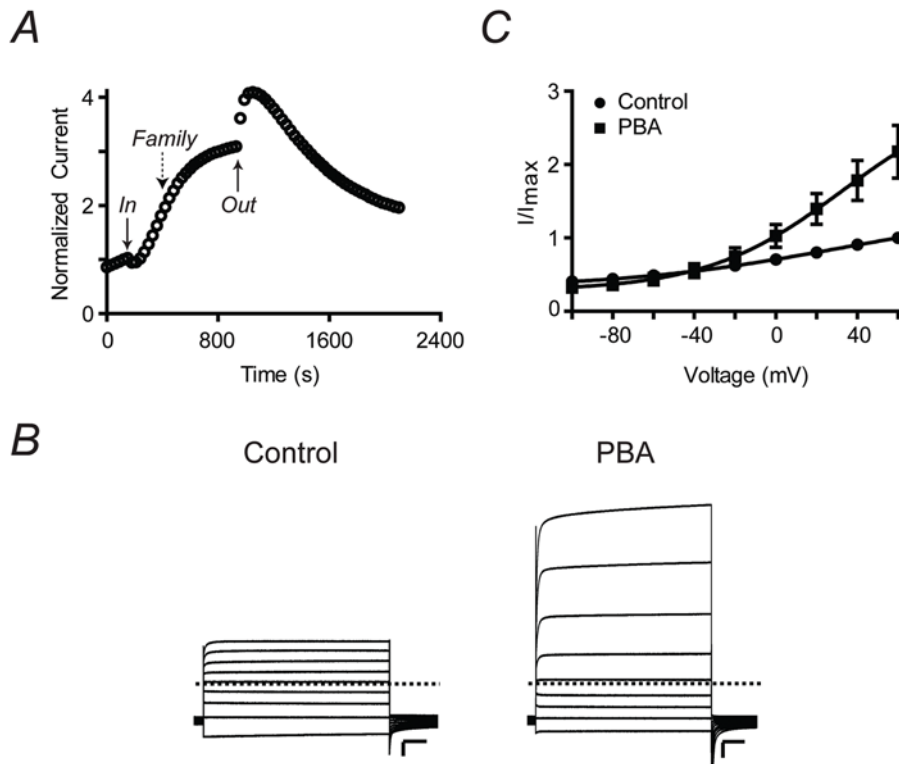 A
Normalized Current
4
2
0
In
Family
Out
0 800 1600 2400
Time (s)
C
I/Imax
3
2
1
0
Control
PBA
-80 -40 0 40
Voltage (mV)
B
Control PBA